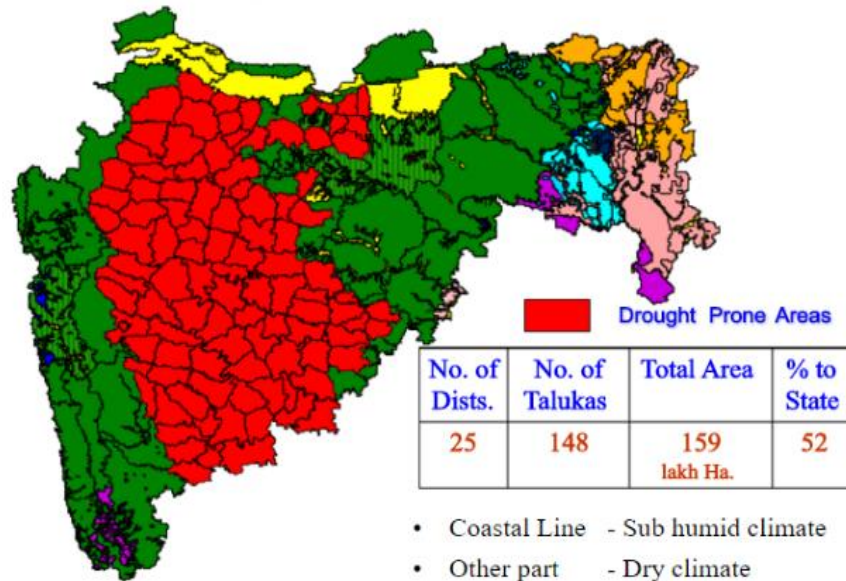 Drought Prone Areas
No. of Dists. No. of Talukas Total Area % to State
25 148 159 lakh Ha. 52
• Coastal Line - Sub humid climate
• Other part - Dry climate